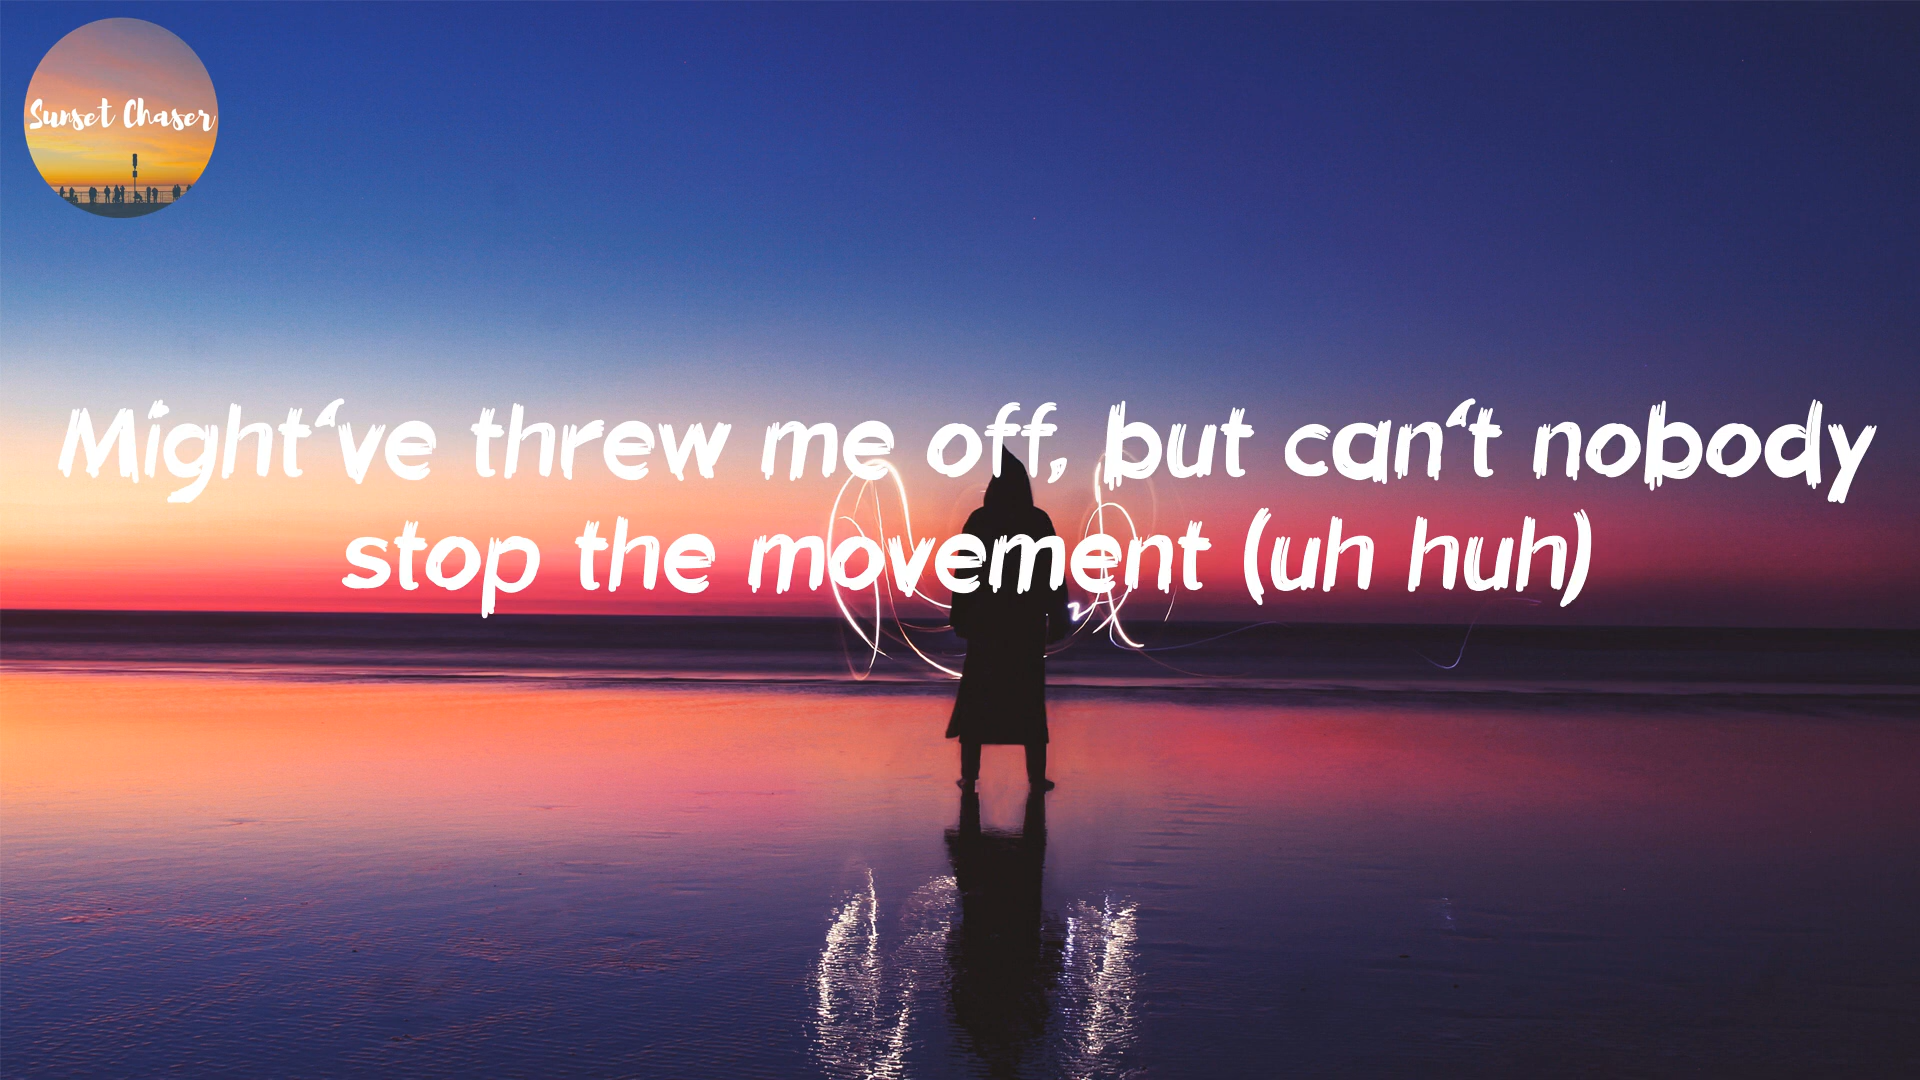 Sunset Chaser
Might've threw me off, but can't nobody
stop the movement (uh huh)